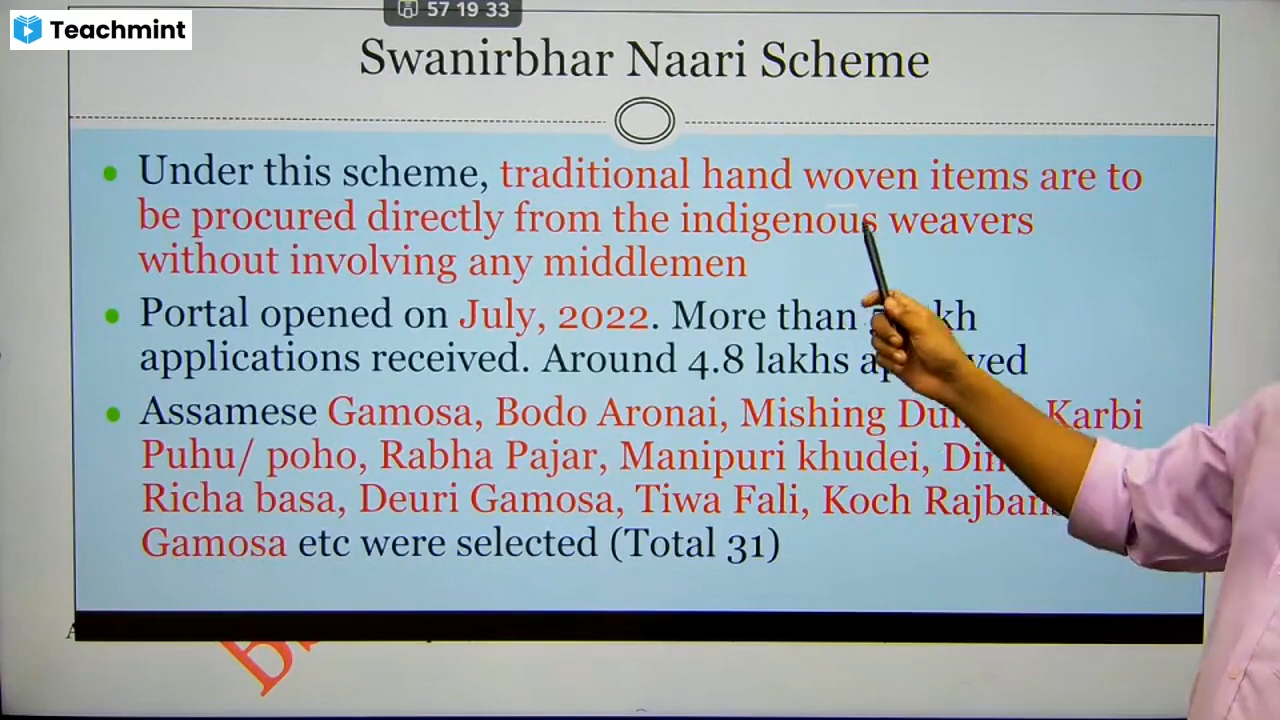 Teachmint
57 19 33
Swanirbhar Naari Scheme
Under this scheme, traditional hand woven items are to
be procured directly from the indigenous weavers
without involving any middlemen
Portal opened on July, 2022. More than
applications received. Around 4.8 lakhs
Assamese Gamosa, Bodo Aronai, Mishing Karbi
Puhu/ poho, Rabha Pajar, Manipuri khudei,
Richa basa, Deuri Gamosa, Tiwa Fali, Koch
Gamosa etc were selected (Total 31)